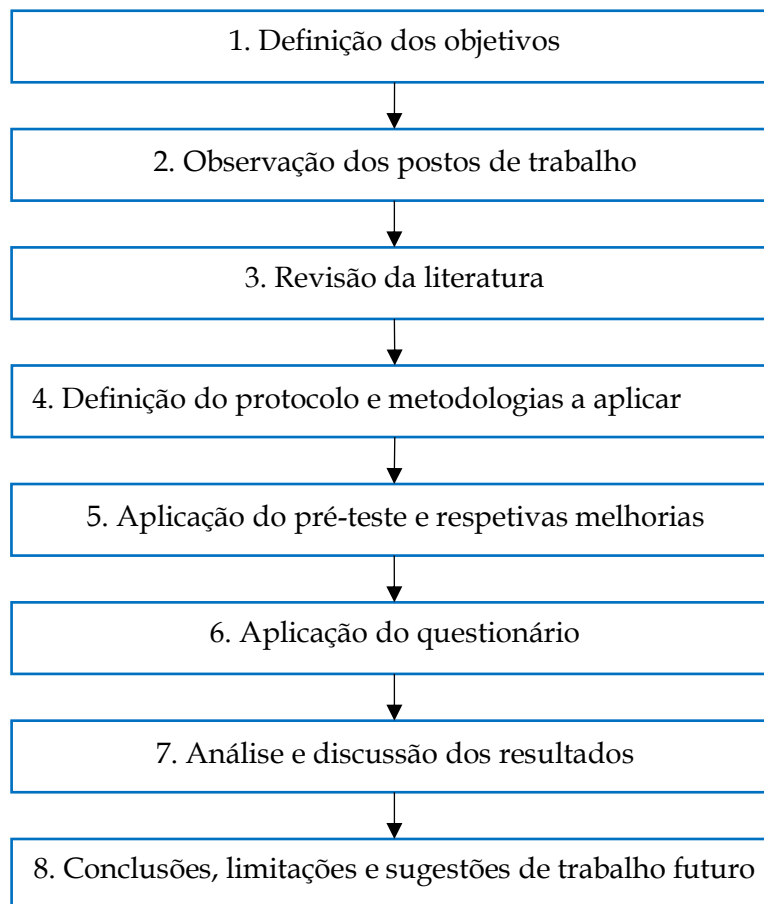 1. Definição dos objetivos
2. Observação dos postos de trabalho
3. Revisão da literatura
4. Definição do protocolo e metodologias a aplicar
5. Aplicação do pré-teste e respetivas melhorias
6. Aplicação do questionário
7. Análise e discussão dos resultados
8. Conclusões, limitações e sugestões de trabalho futuro